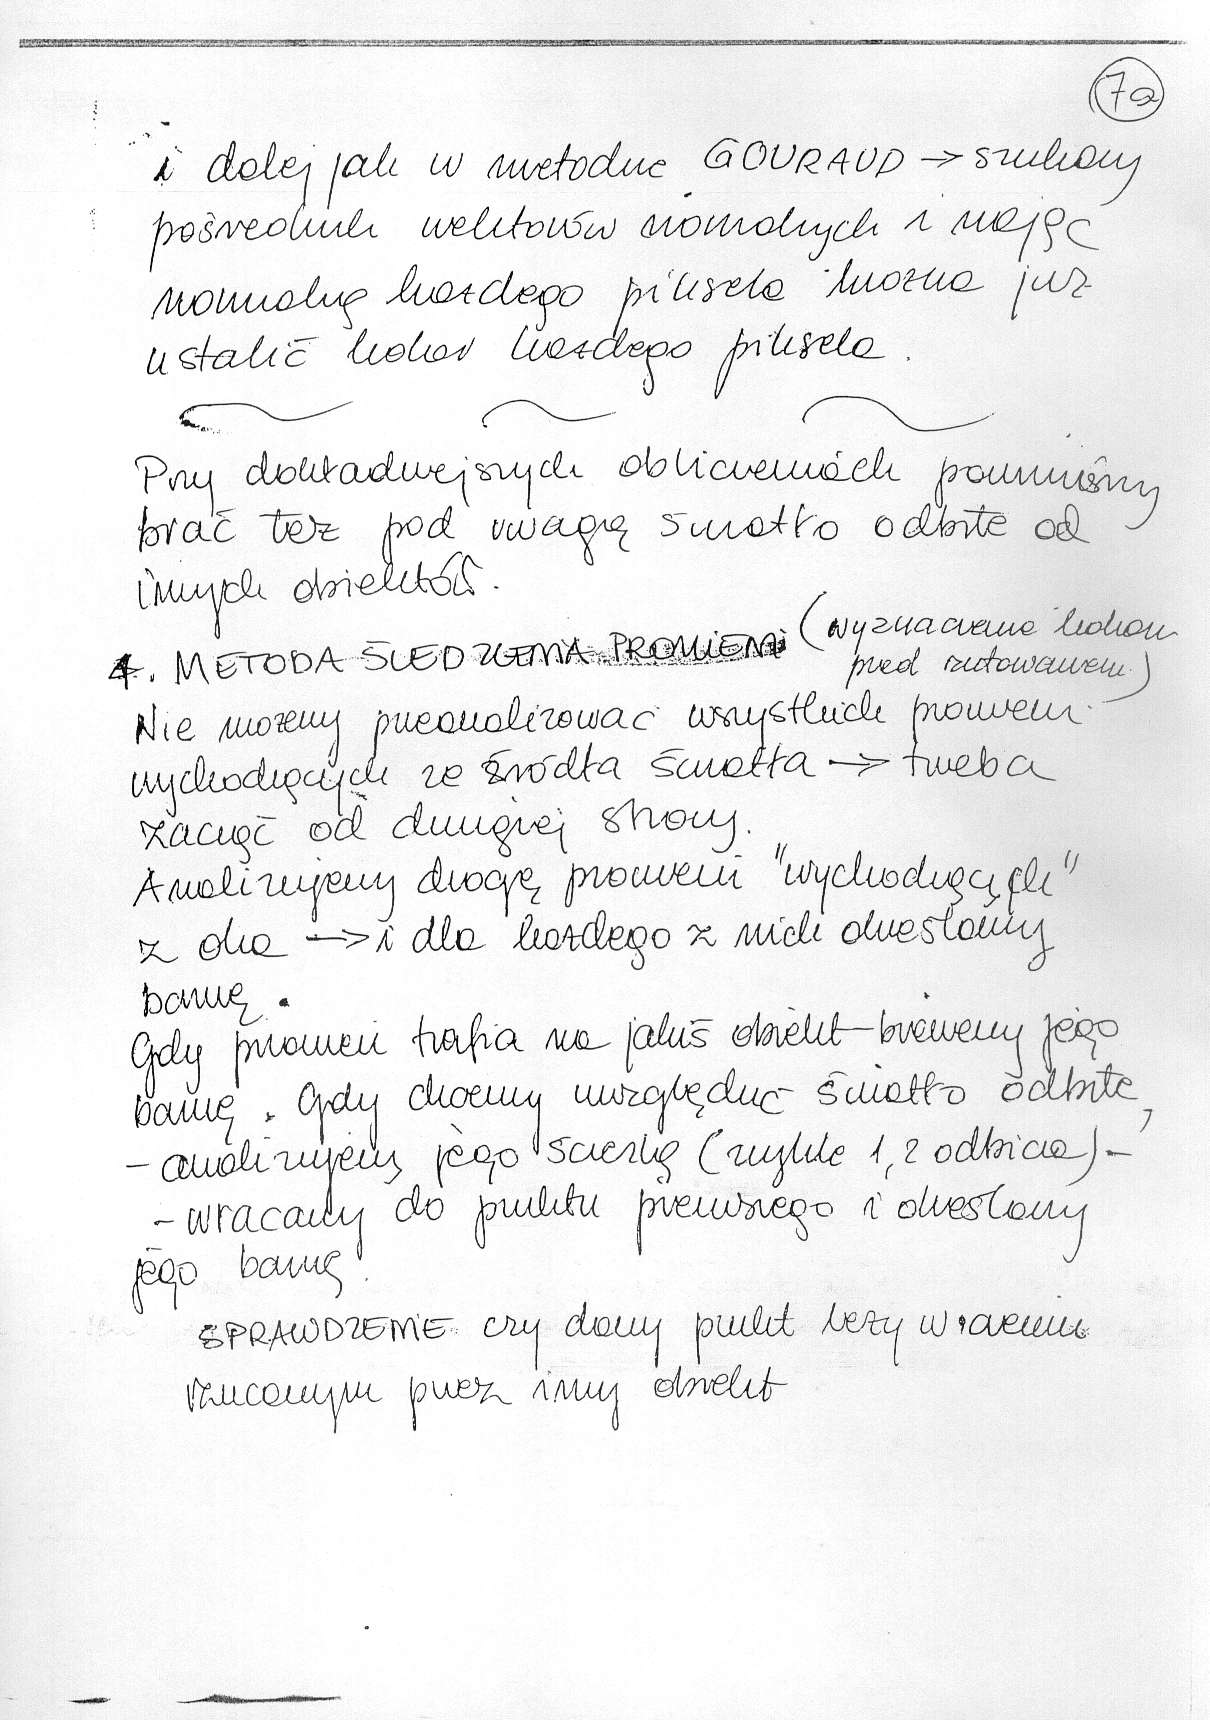 7a
i dalej jak w metodzie GOURAUD → szukamy
pośrednich wektorów normalnych i mając
normalną każdego piksela można już
ustalić kolor każdego piksela.
Przy dokładniejszych obliczeniach powinniśmy
brać też pod uwagę światło odbite od
innych obiektów.
4. METODA ŚLEDZENIA PROMIENI (wyznaczenie koloru
przed rzutowaniem)
Nie możemy przeanalizować wszystkich promieni
wychodzących ze źródła światła → trzeba
zacząć od drugiej strony.
Analizujemy drogę promieni "wychodzących"
z oka → i dla każdego z nich określamy
barwę.
Gdy promień trafia na jakiś obiekt – bierzemy jego
barwę. Gdy chcemy uwzględnić światło odbite,
– analizujemy jego ścieżkę (zwykle 1, 2 odbicia) –
– wracamy do punktu pierwszego i określamy
jego barwę.
SPRAWDZENIE czy dany punkt leży w cieniu
rzucanym przez inny obiekt